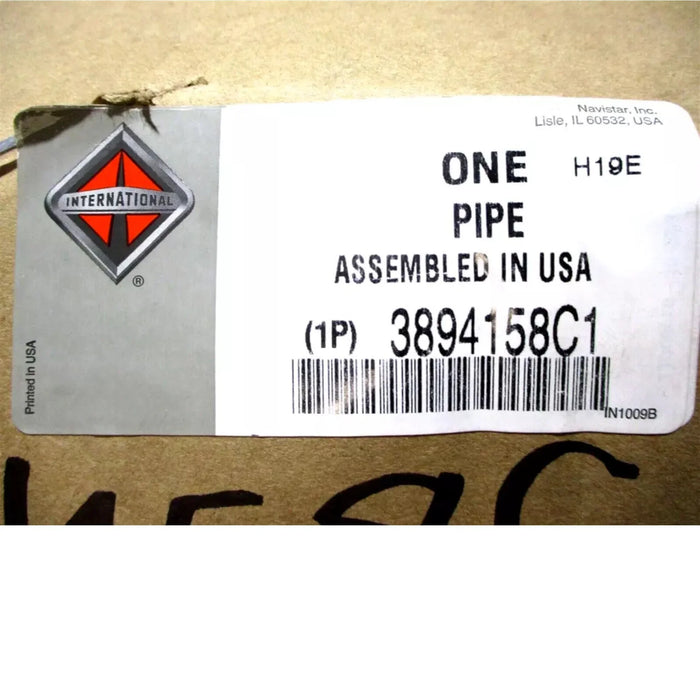 Navistar, Inc.
Lisle, IL 60532, USA
INTERNATIONAL
®
ONE H19E
PIPE
ASSEMBLED IN USA
(1P) 3894158C1
IN1009B
Printed In USA